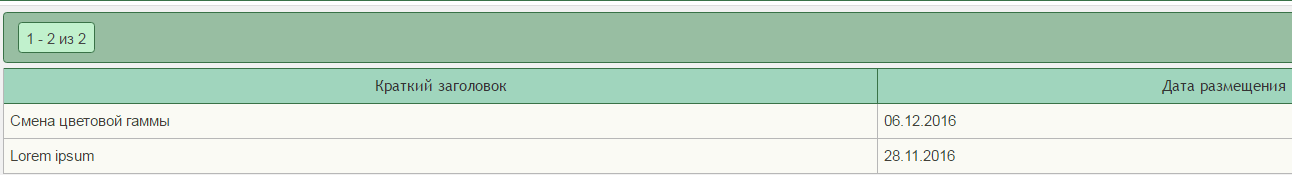 1 - 2 из 2
Краткий заголовок Дата размещения
Смена цветовой гаммы 06.12.2016
Lorem ipsum 28.11.2016